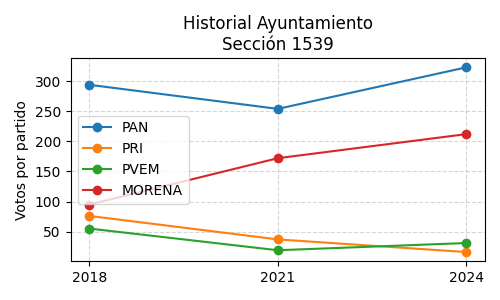 Historial Ayuntamiento
Sección 1539
Votos por partido
300
250
200
150
100
50
PAN
PRI
PVEM
MORENA
2018
2021
2024